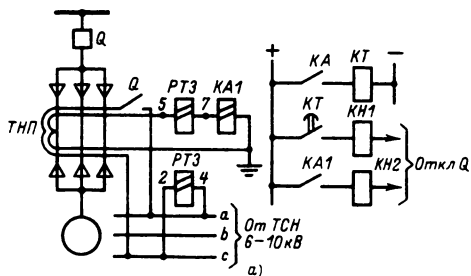 Q
Q
ТНП
РТЗ
КА1
5
7
РТЗ
2
4
a
b
c
От ТСН
6–10кВ
+
–
КА
КТ
КТ
КН1
КА1
КН2
Откл Q
а)